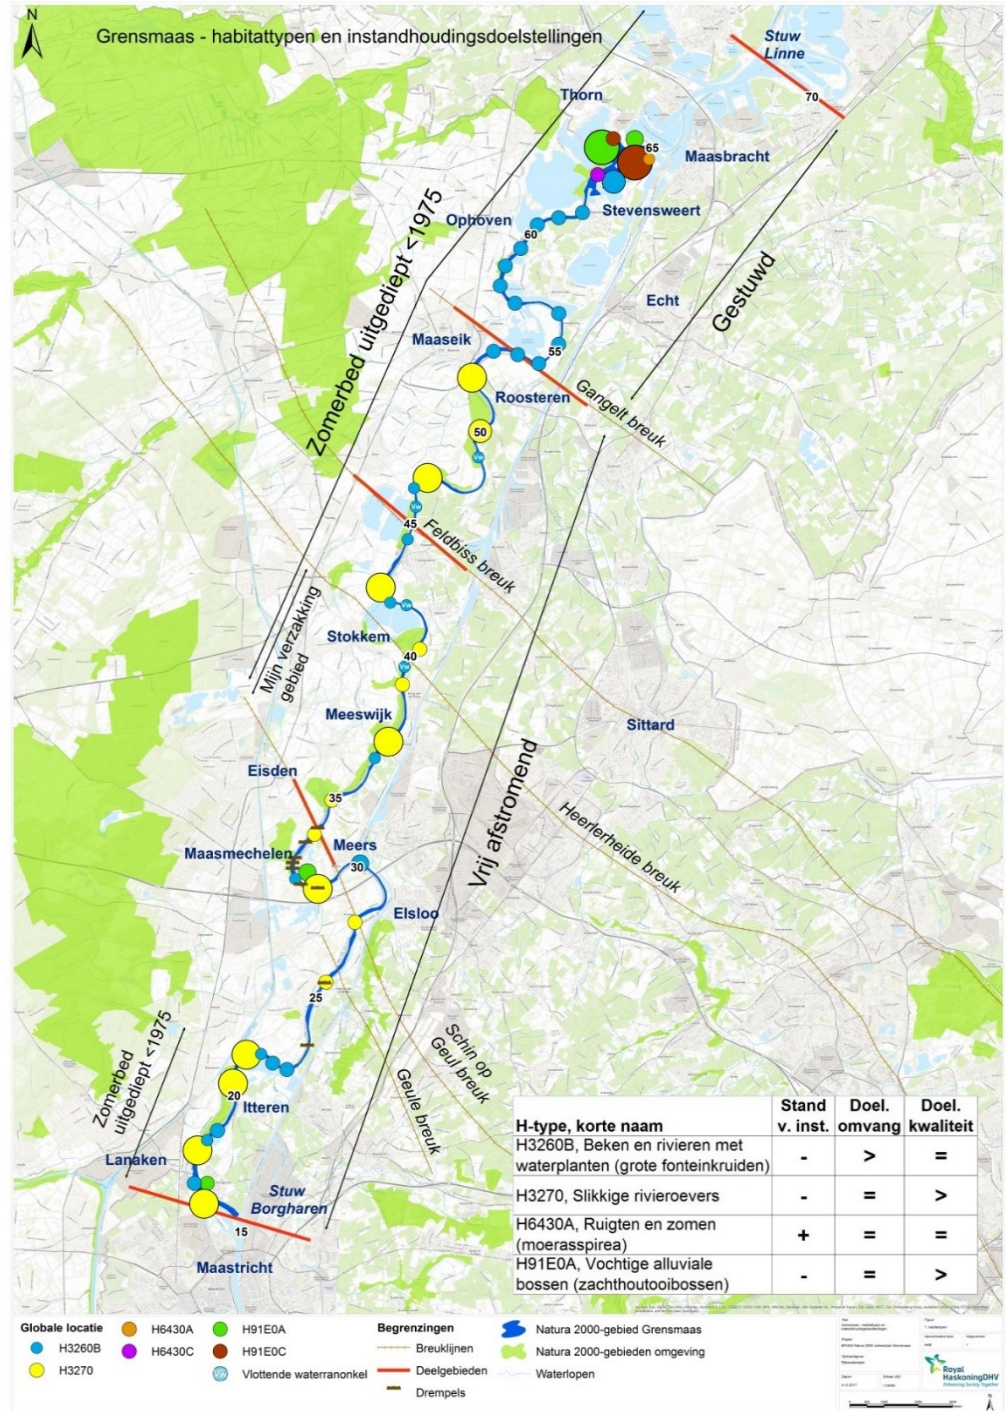 N
Grensmaas - habitattypen en instandhoudingsdoelstellingen
Stuw
Linne
70
Thorn
65
Maasbracht
Stevensweert
Ophoven
60
Zomerbed uitgediept <1975
Gestuwd
Echt
Maaseik
55
Roosteren
Gangelt breuk
50
Vw
Vw
45
Feldbiss breuk
Mijn verzakking
gebied
Vw
Stokkem
40
Vw
Meeswijk
Sittard
Eisden
35
Vrij afstromend
Heerlerheide breuk
Maasmechelen
Meers
30
Elsloo
25
Zomerbed
uitgediept <1975
Schin op
Geul breuk
Geule breuk
20
Itteren
Lanaken
Stuw
Borgharen
15
Maastricht
H-type, korte naam Stand v. inst. Doel. omvang Doel. kwaliteit
H3260B, Beken en rivieren met
waterplanten (grote fonteinkruiden) - > =
H3270, Slikkige rivieroevers - = >
H6430A, Ruigten en zomen
(moerasspirea) + = =
H91E0A, Vochtige alluviale
bossen (zachthoutooibossen) - = >
Globale locatie
H3260B
H3270
H6430A
H6430C
H91E0A
H91E0C
Vw Vlottende waterranonkel
Begrenzingen
Breuklijnen
Deelgebieden
Drempels
Natura 2000-gebied Grensmaas
Natura 2000-gebieden omgeving
Waterlopen
Royal
HaskoningDHV
Enhancing Society Together
N